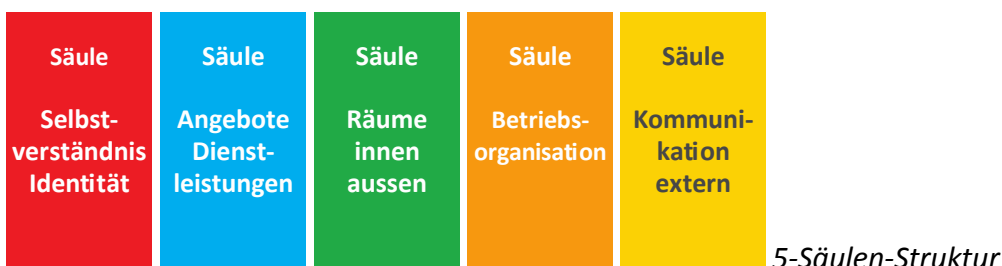 Säule
Selbst-
verständnis
Identität
Säule
Angebote
Dienst-
leistungen
Säule
Räume
innen
aussen
Säule
Betriebs-
organisation
Säule
Kommuni-
kation
extern
5-Säulen-Struktur